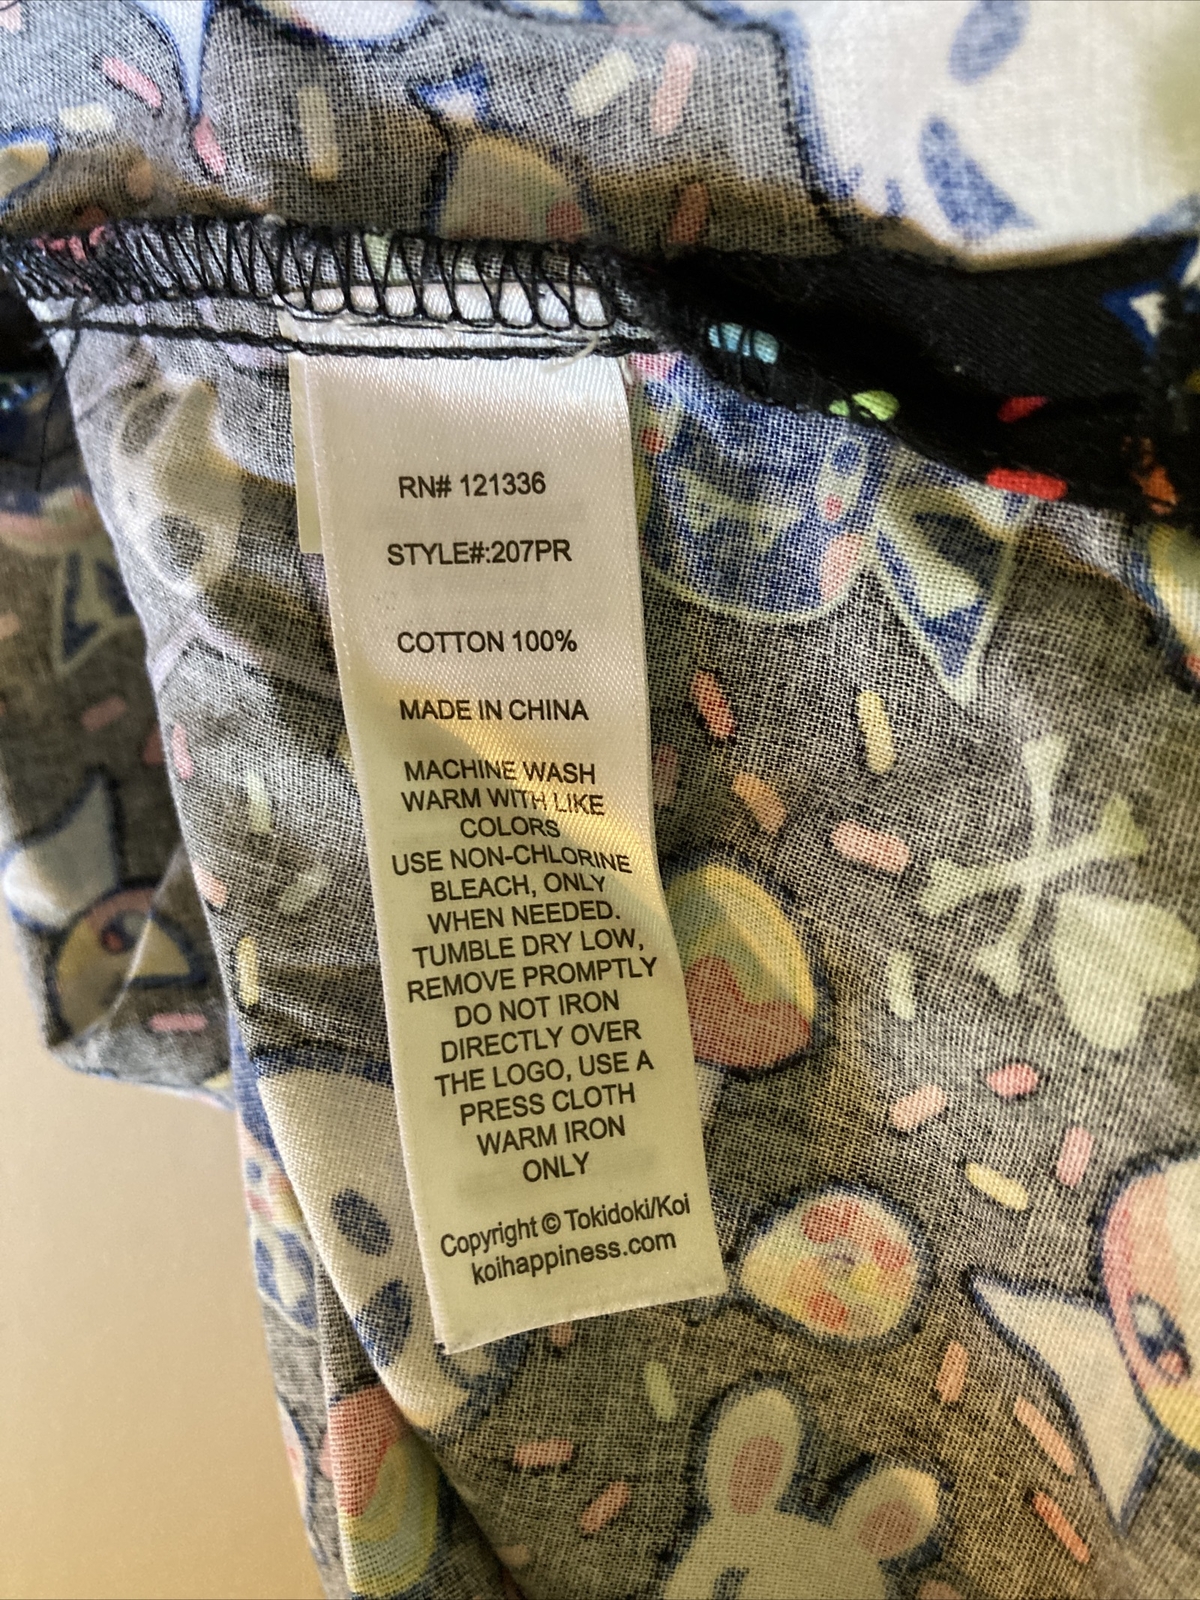 RN# 121336
STYLE#:207PR
COTTON 100%
MADE IN CHINA
MACHINE WASH
WARM WITH LIKE
COLORS
USE NON-CHLORINE
BLEACH, ONLY
WHEN NEEDED.
TUMBLE DRY LOW,
REMOVE PROMPTLY
DO NOT IRON
DIRECTLY OVER
THE LOGO, USE A
PRESS CLOTH
WARM IRON
ONLY
Copyright © Tokidoki/Koi
koihappiness.com